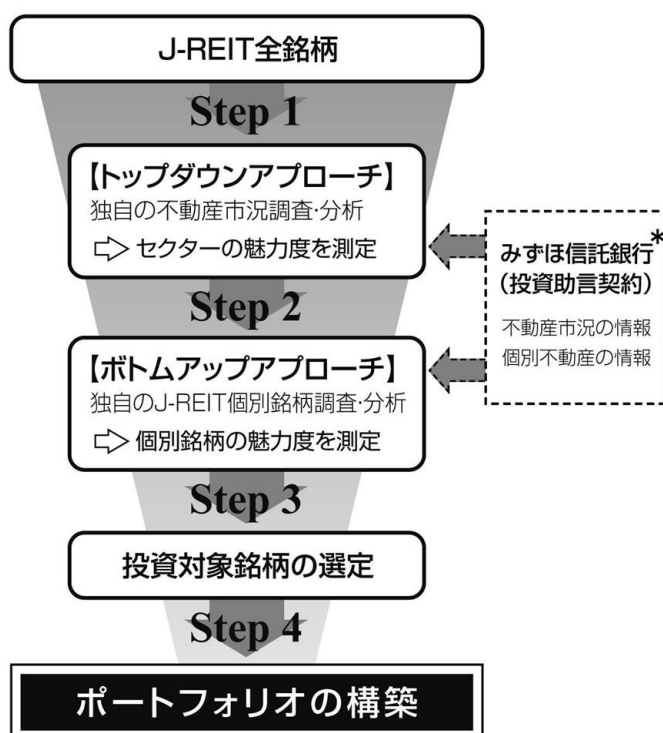 J-REIT全銘柄
Step 1
【トップダウンアプローチ】
独自の不動産市況調査･分析
⇨ セクターの魅力度を測定
みずほ信託銀行*
(投資助言契約)
不動産市況の情報
個別不動産の情報
Step 2
【ボトムアップアプローチ】
独自のJ-REIT個別銘柄調査･分析
⇨ 個別銘柄の魅力度を測定
Step 3
投資対象銘柄の選定
Step 4
ポートフォリオの構築